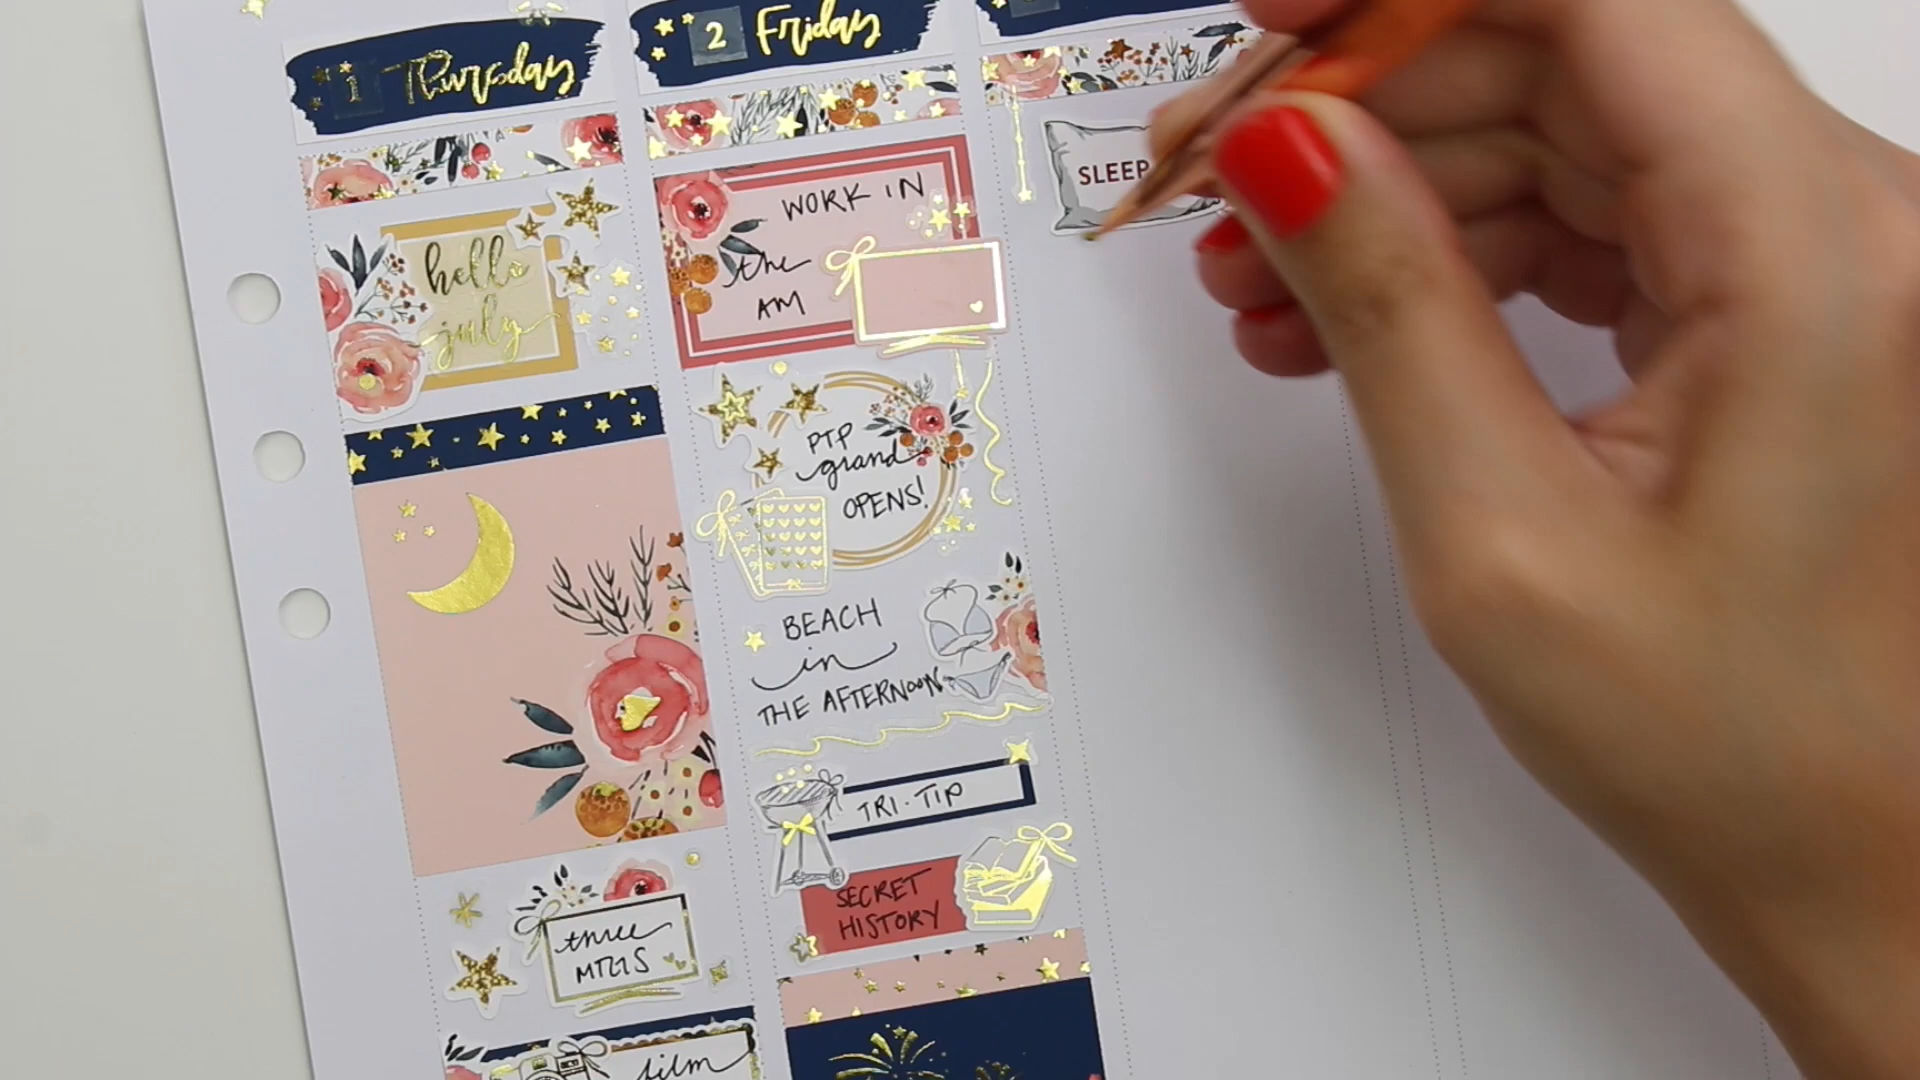 1 Thursday
2 Friday
hello
july
WORK IN
the
AM
PTP
grand
OPENS!
BEACH
in
THE AFTERNOON
TRI-TIP
SECRET
HISTORY
three
MTGS
film
SLEEP